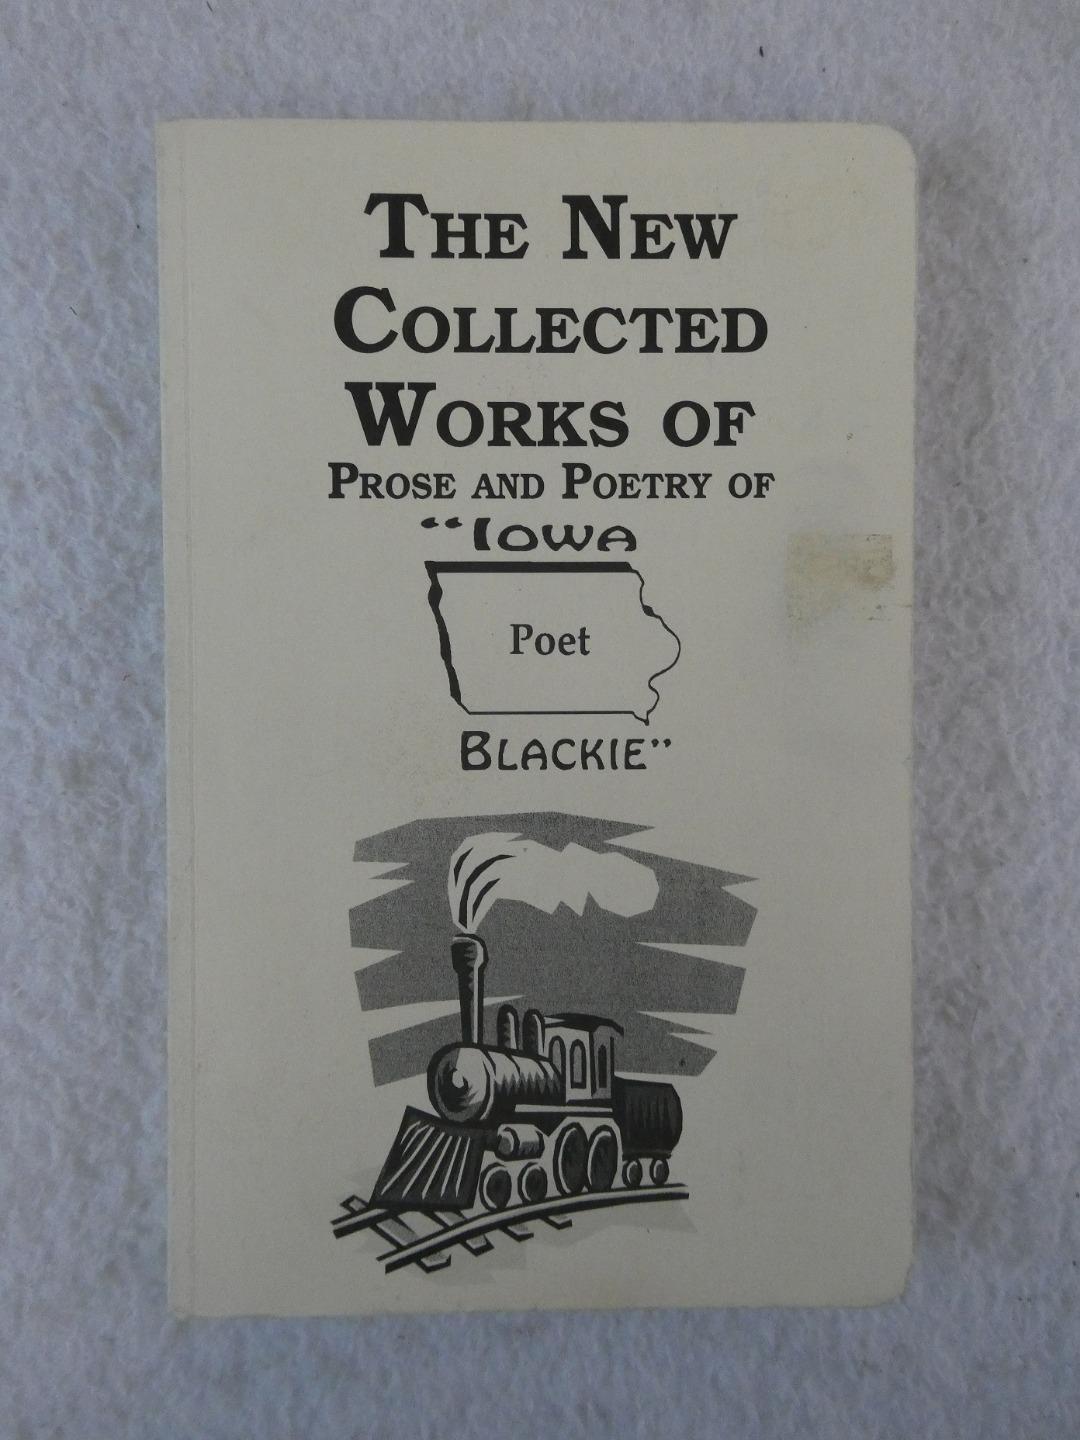 THE NEW
COLLECTED
WORKS OF
PROSE AND POETRY OF
“IOWA
Poet
BLACKIE”